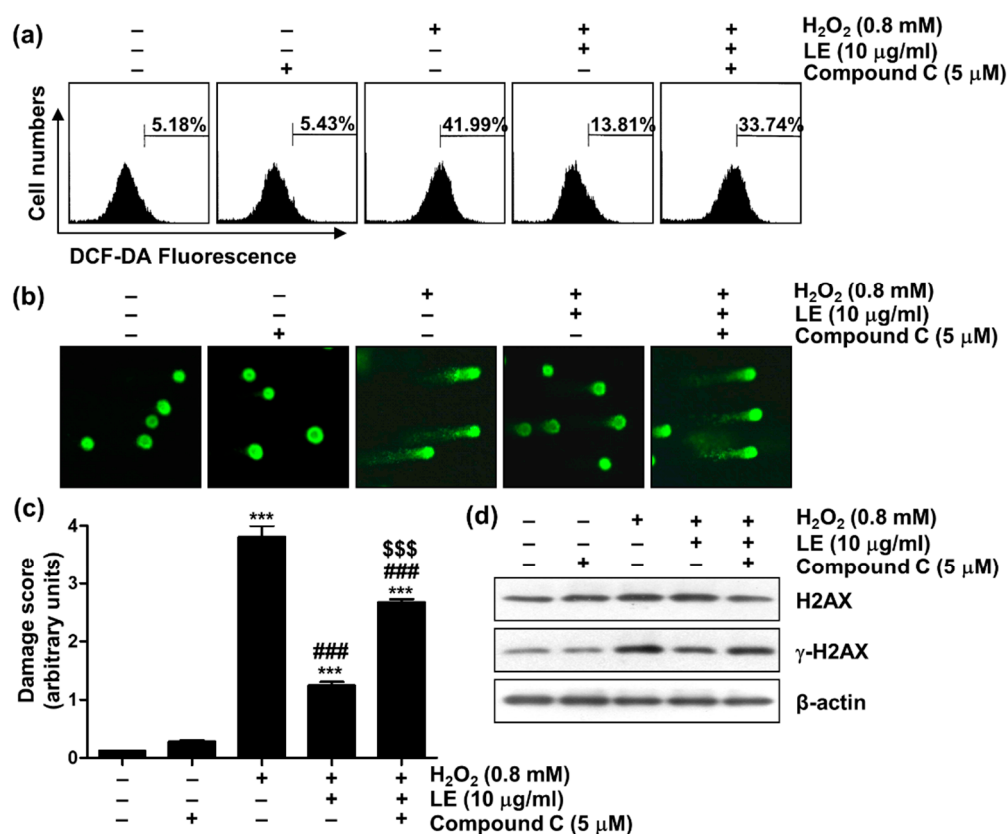 (a)
– – + + + H₂O₂ (0.8 mM)
– – – + + LE (10 μg/ml)
– + – – + Compound C (5 μM)
5.18% 5.43% 41.99% 13.81% 33.74%
Cell numbers
DCF-DA Fluorescence
(b)
– – + + + H₂O₂ (0.8 mM)
– – – + + LE (10 μg/ml)
– + – – + Compound C (5 μM)
(c)
Damage score
(arbitrary units)
4
3
2
1
0
***
###
***
$$$
###
***
– – + + + H₂O₂ (0.8 mM)
– – – + + LE (10 μg/ml)
– + – – + Compound C (5 μM)
(d)
– – + + + H₂O₂ (0.8 mM)
– – – + + LE (10 μg/ml)
– + – – + Compound C (5 μM)
H2AX
γ-H2AX
β-actin